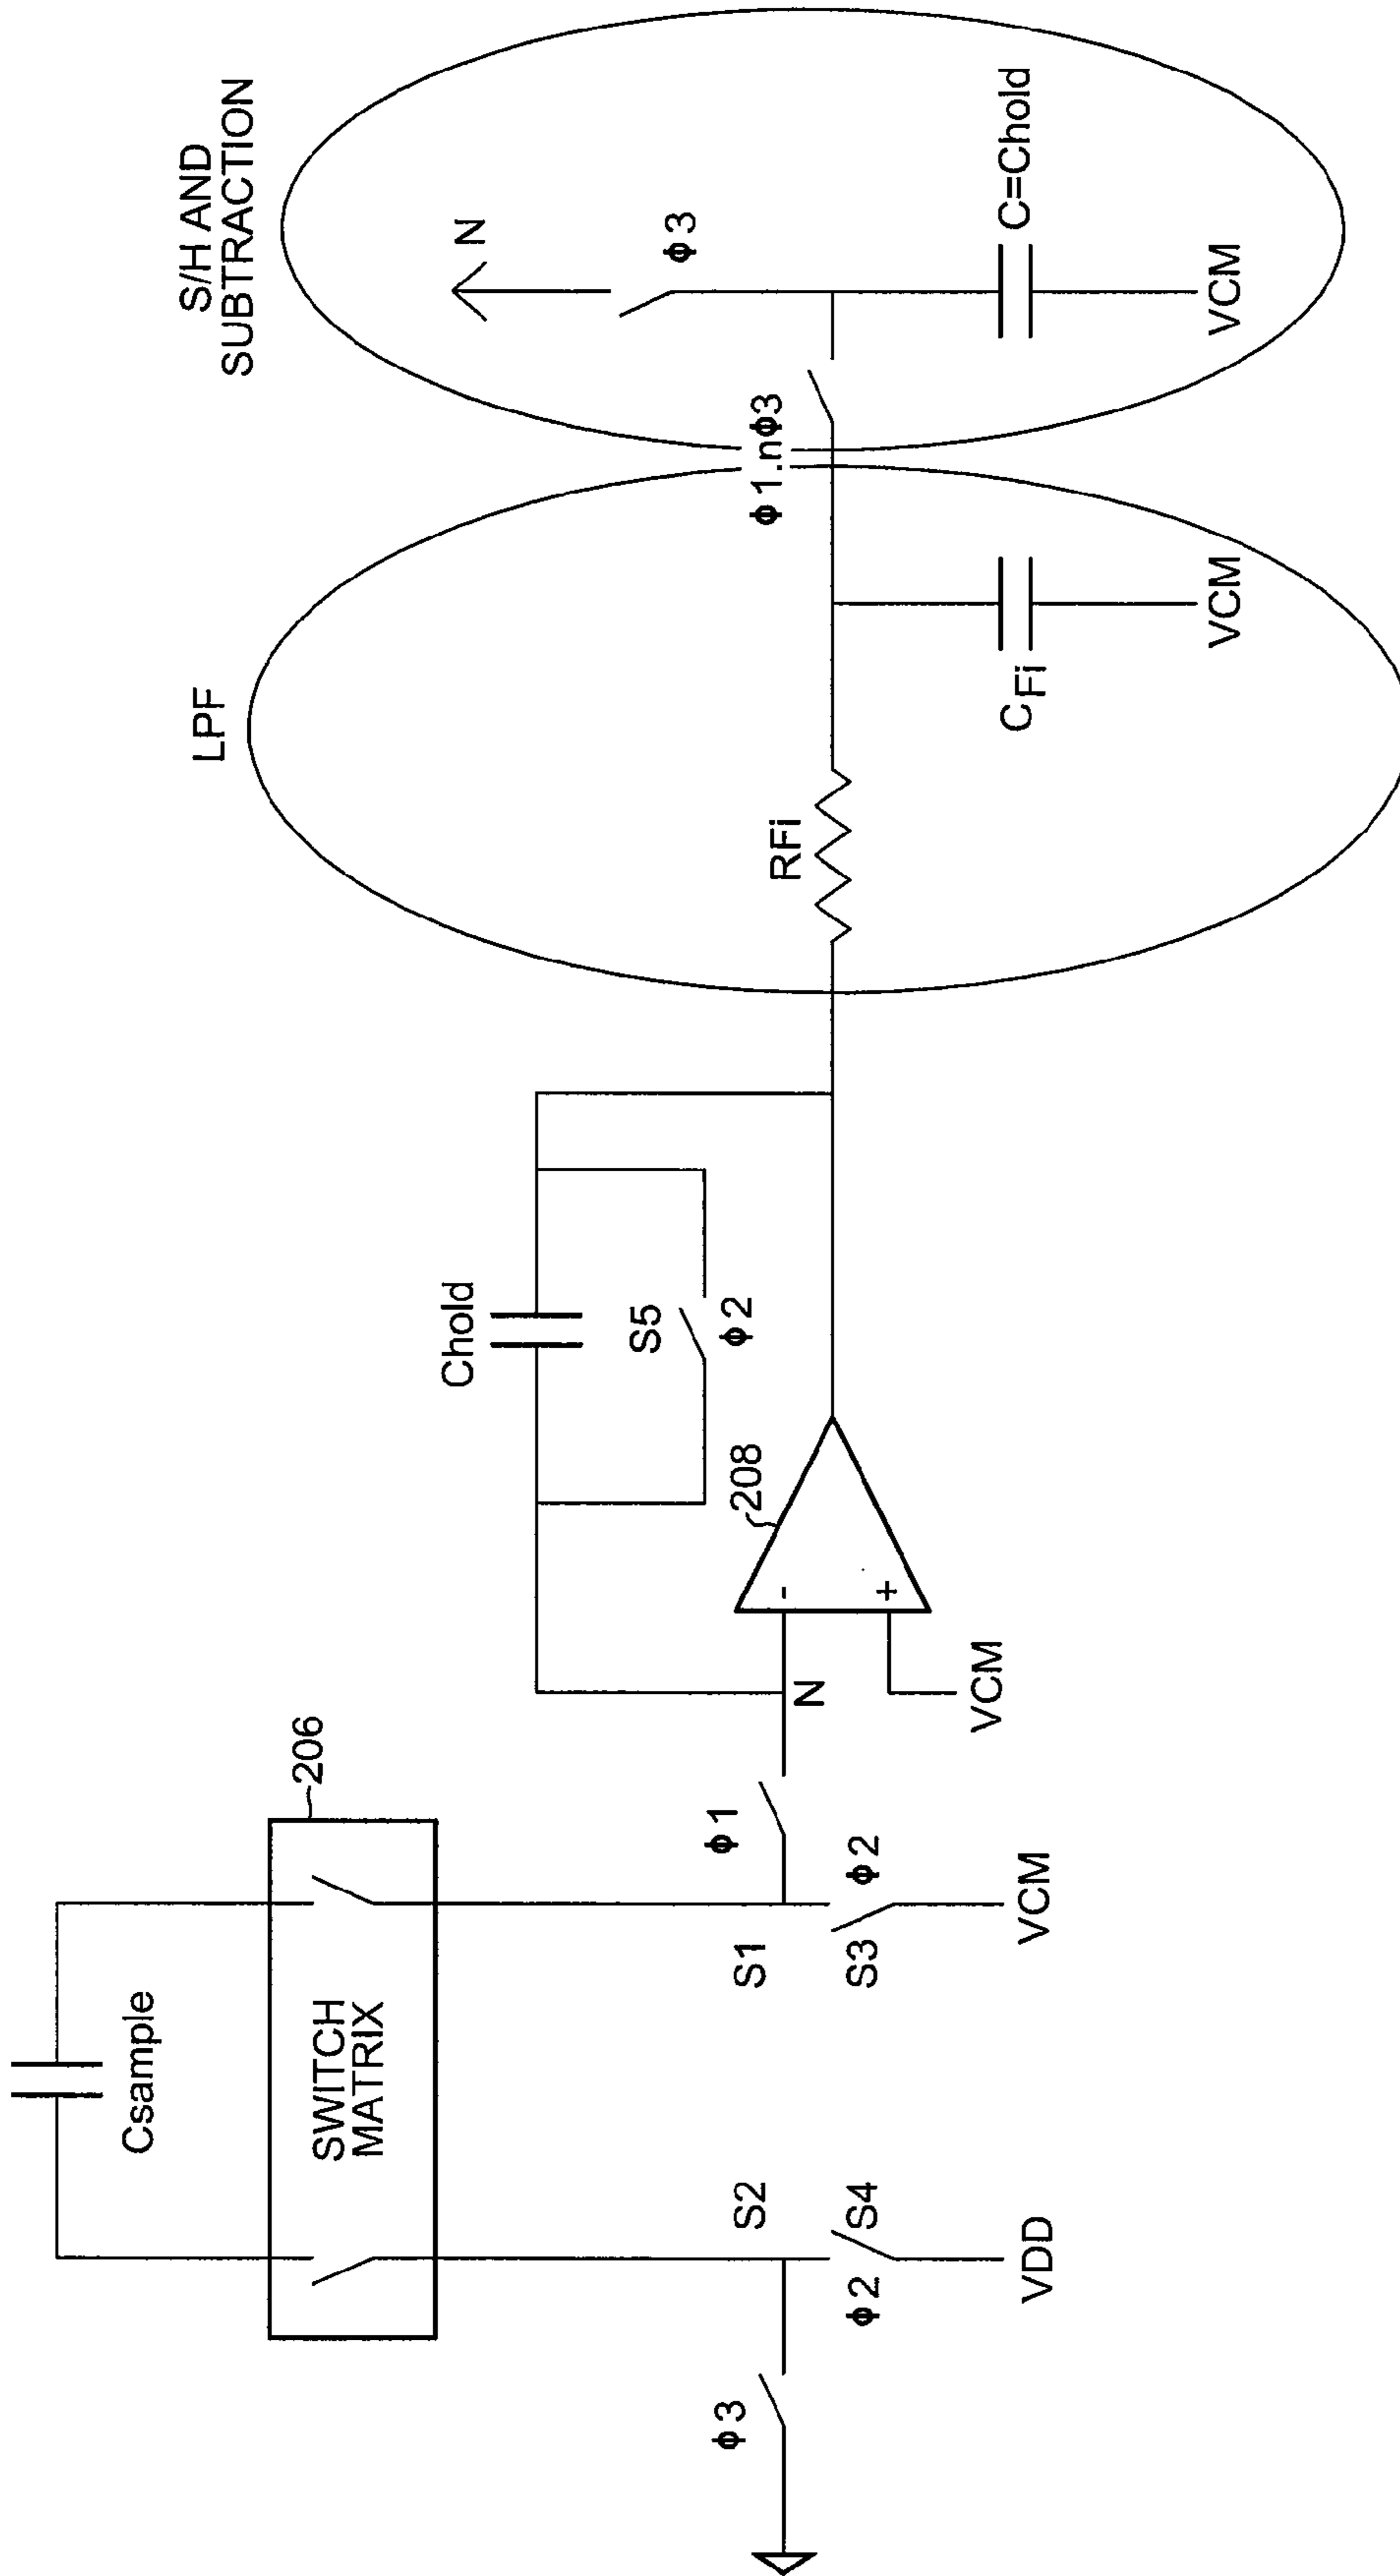 Csample
SWITCH
MATRIX
206
ϕ3
S2
S4
ϕ2
VDD
S1
ϕ1
S3
ϕ2
VCM
N
-
+
VCM
208
Chold
S5
ϕ2
LPF
RFi
CFi
VCM
S/H AND
SUBTRACTION
N
ϕ3
ϕ1.nϕ3
C=Chold
VCM